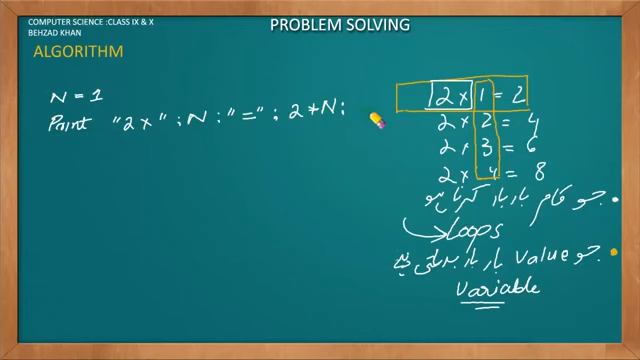 COMPUTER SCIENCE :CLASS IX & X
BEHZAD KHAN
PROBLEM SOLVING
ALGORITHM
N = 1
Print "2 x " ; N ; " = " ; 2 * N ;
2 x 1 = 2
2 x 2 = 4
2 x 3 = 6
2 x 4 = 8
جو کام بار بار کرنا ہو
Loops
جو value بار بار بدلتی ہے
Variable